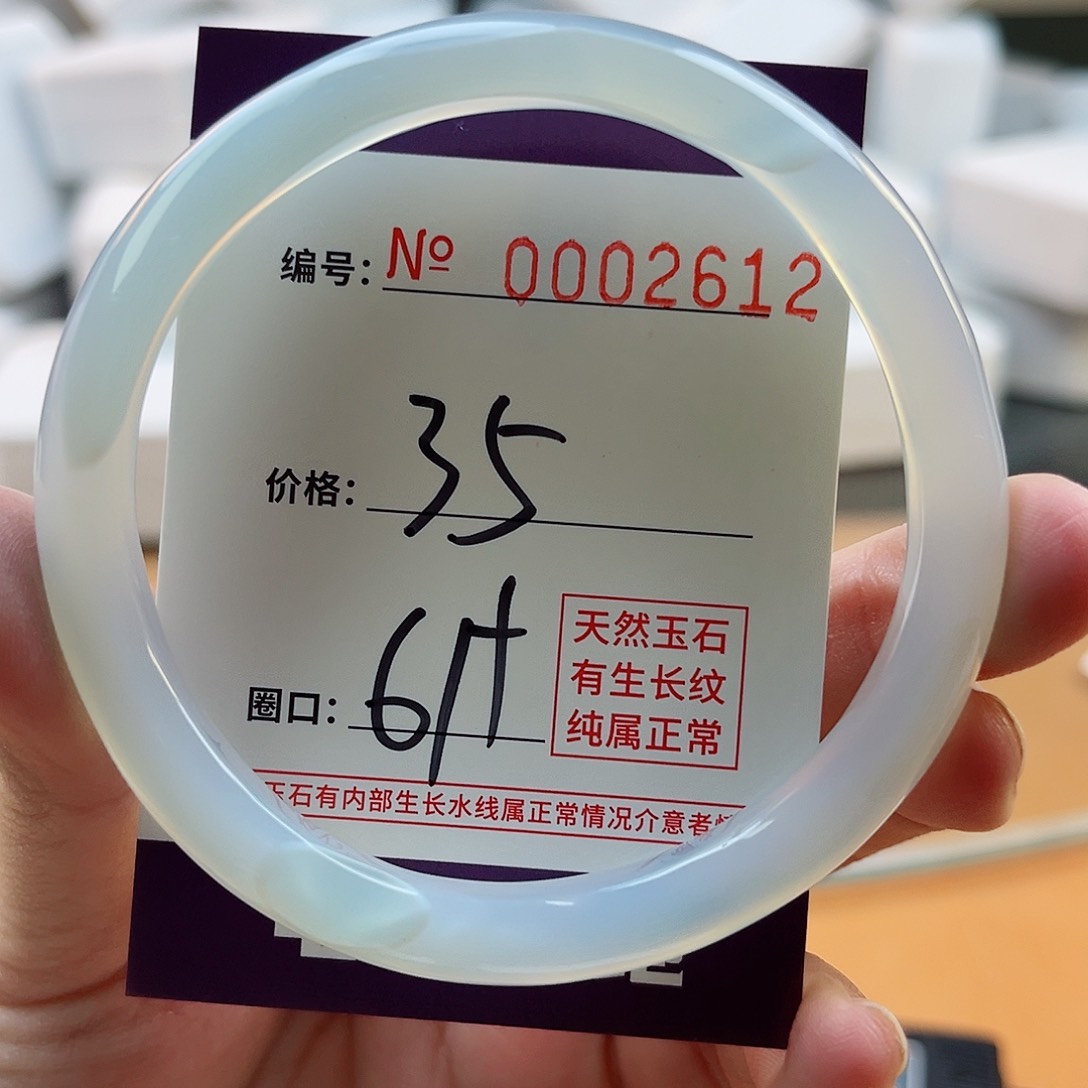 编号：№ 0002612
价格：35
圈口：
天然玉石
有生长纹
纯属正常
玉石有内部生长水线属正常情况介意者